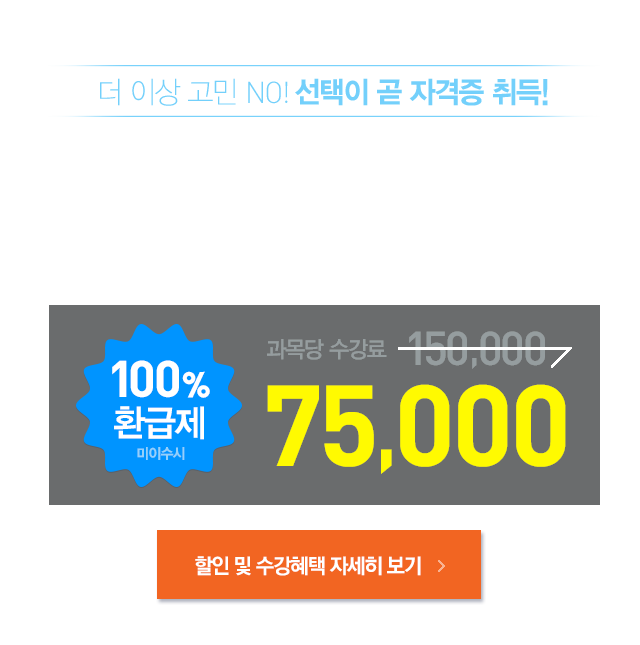 더 이상 고민 NO! 선택이 곧 자격증 취득!
100%
환급제
미이수시
과목당 수강료 150,000
75,000
할인 및 수강혜택 자세히 보기 >